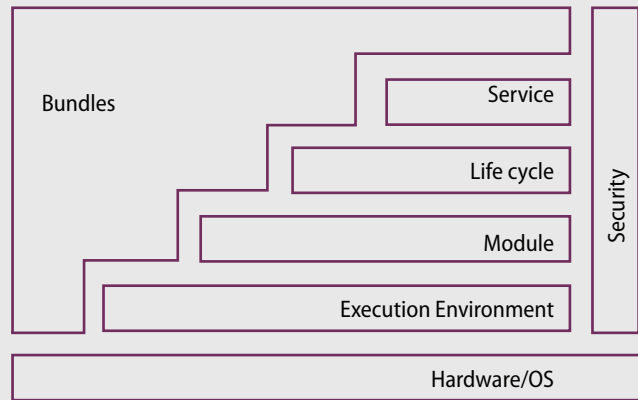 Bundles
Service
Life cycle
Module
Execution Environment
Hardware/OS
Security